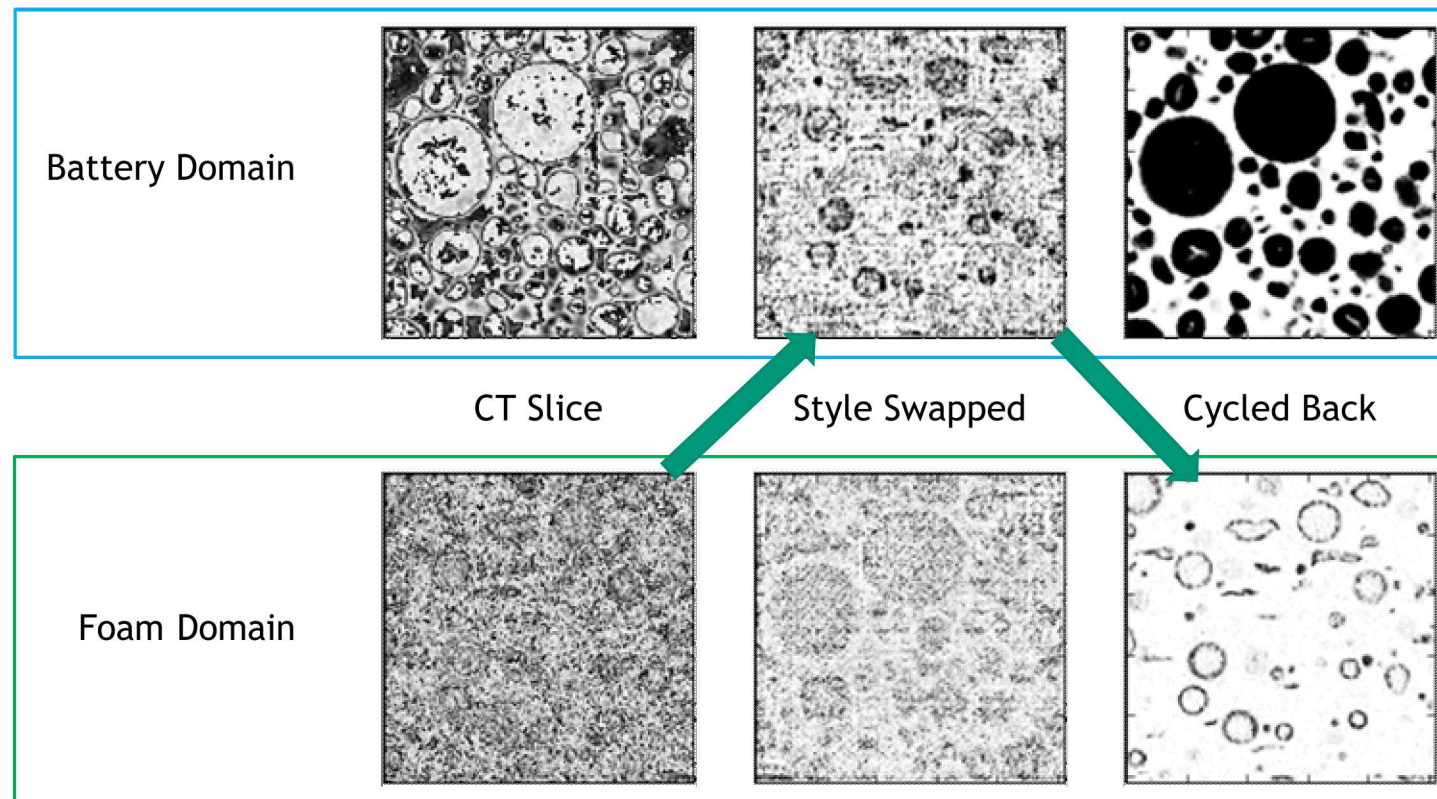 Battery Domain
CT Slice
Style Swapped
Cycled Back
Foam Domain